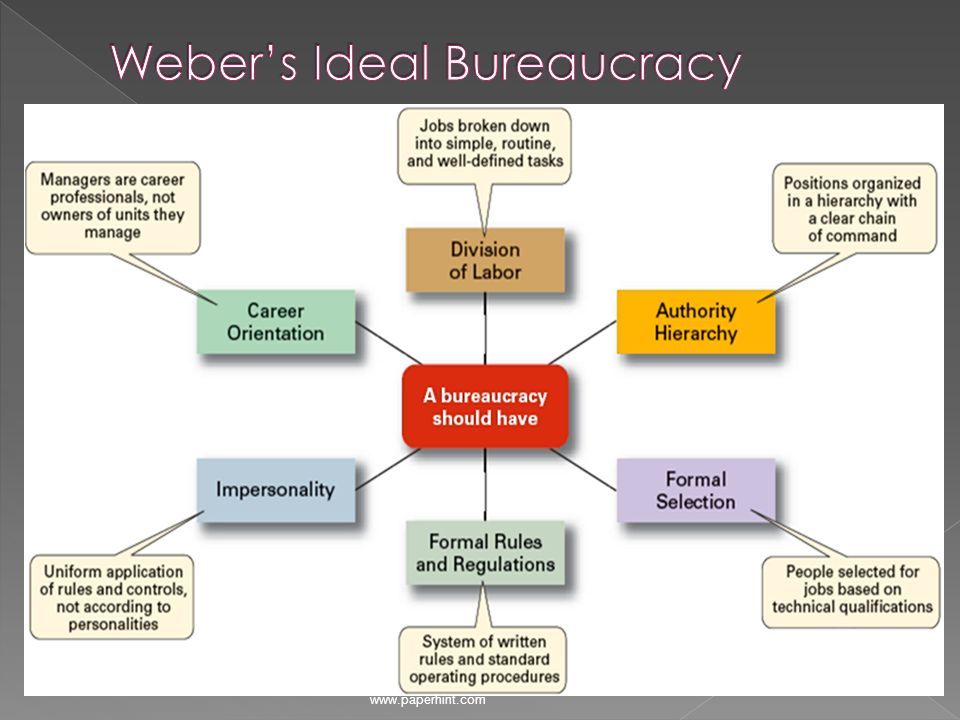 Weber’s Ideal Bureaucracy
Jobs broken down
into simple, routine,
and well-defined tasks
Managers are career
professionals, not
owners of units they
manage
Positions organized
in a hierarchy with
a clear chain
of command
Division
of Labor
Career
Orientation
Authority
Hierarchy
A bureaucracy
should have
Impersonality
Formal
Selection
Formal Rules
and Regulations
Uniform application
of rules and controls,
not according to
personalities
People selected for
jobs based on
technical qualifications
System of written
rules and standard
operating procedures
www.paperhint.com